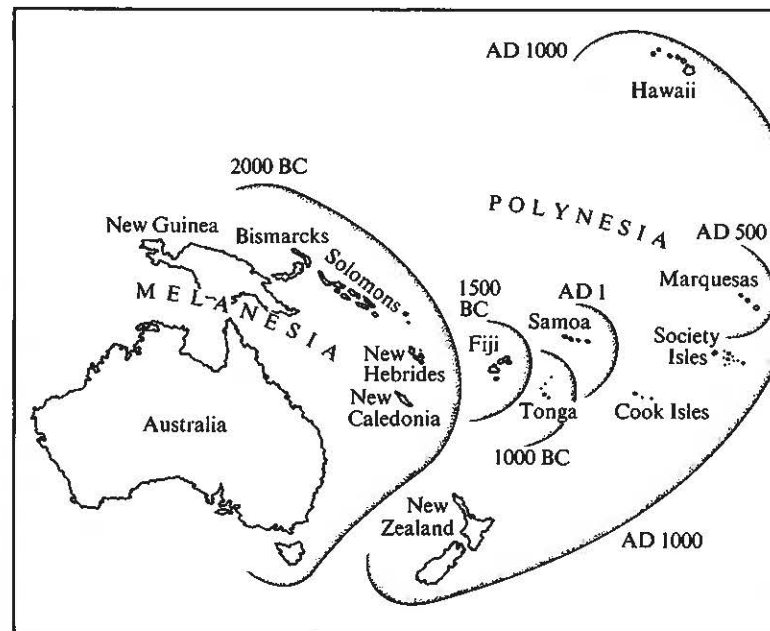 AD 1000
Hawaii
2000 BC
POLYNESIA
New Guinea
Bismarcks
Solomons
AD 500
Marquesas
MELANESIA
1500
BC
AD 1
Samoa
Fiji
Society
Isles
New
Hebrides
New
Caledonia
Tonga
Cook Isles
Australia
1000 BC
New
Zealand
AD 1000